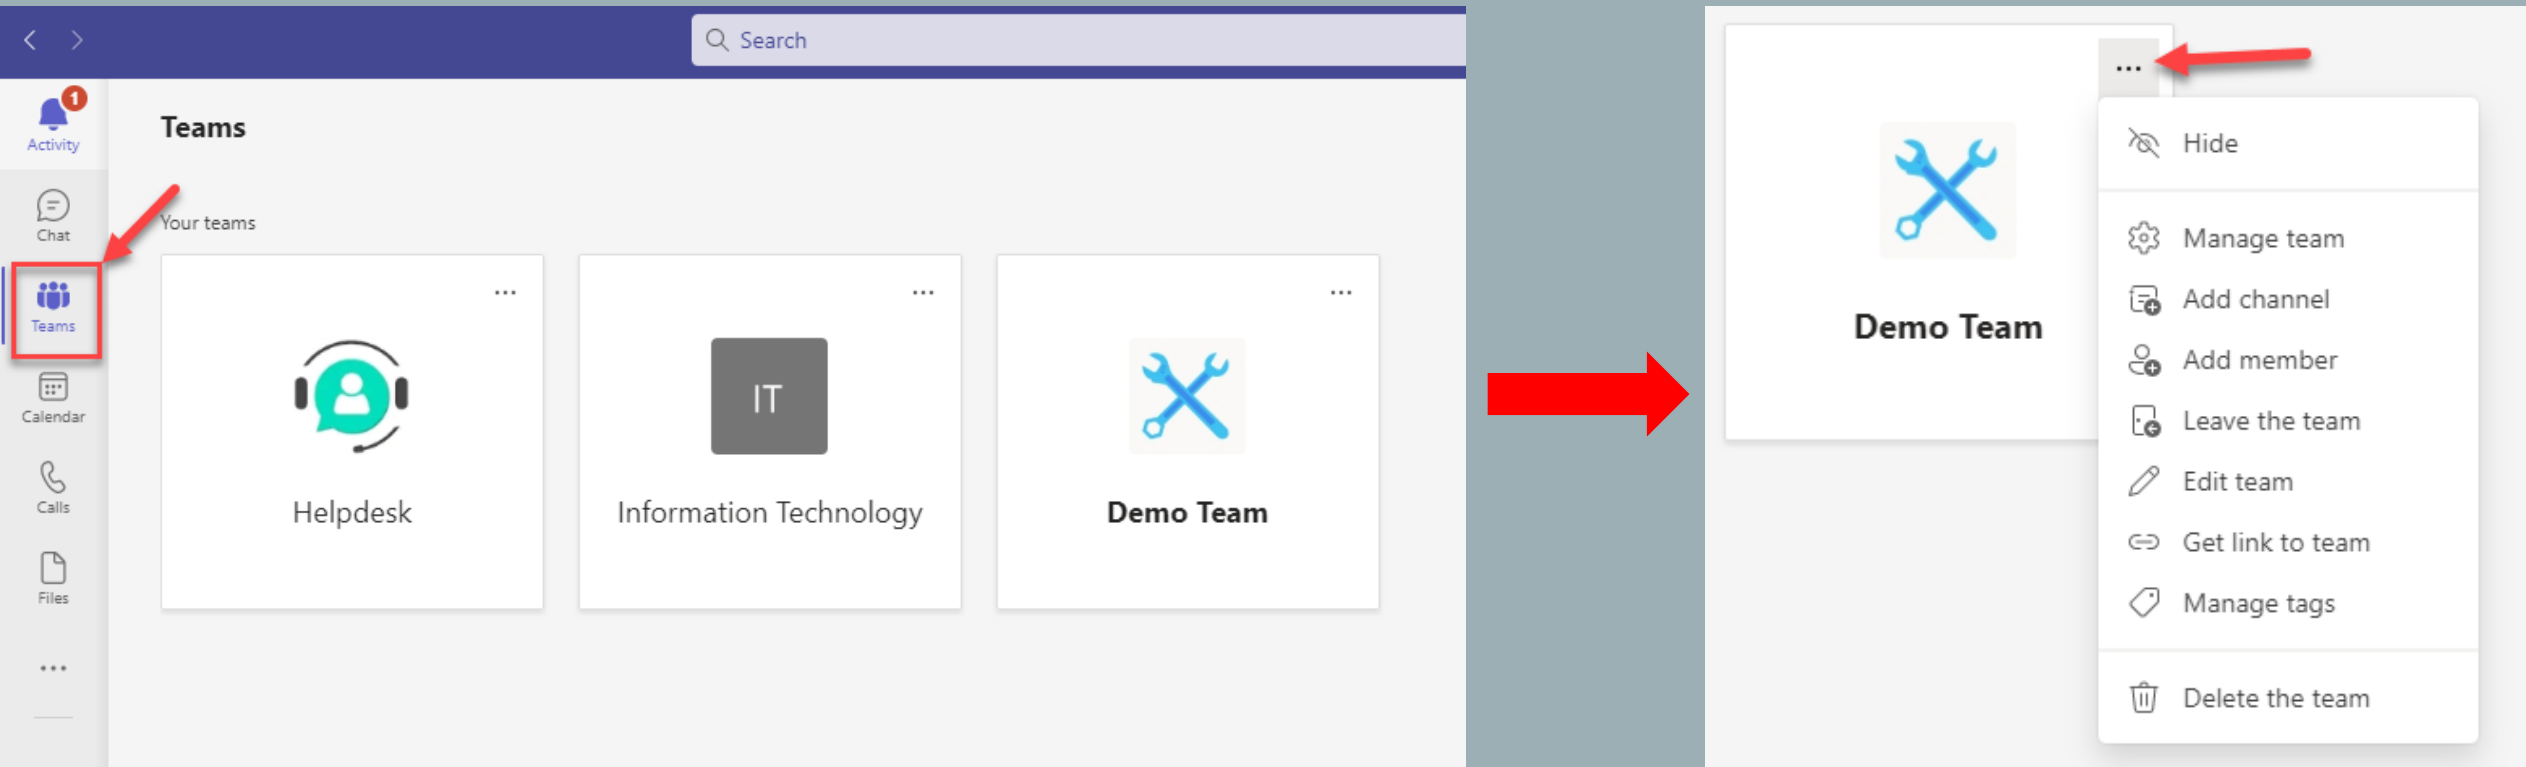 Search
1
Activity
Chat
Teams
Calendar
Calls
Files
Teams
Your teams
Helpdesk
IT
Information Technology
Demo Team
Demo Team
Hide
Manage team
Add channel
Add member
Leave the team
Edit team
Get link to team
Manage tags
Delete the team